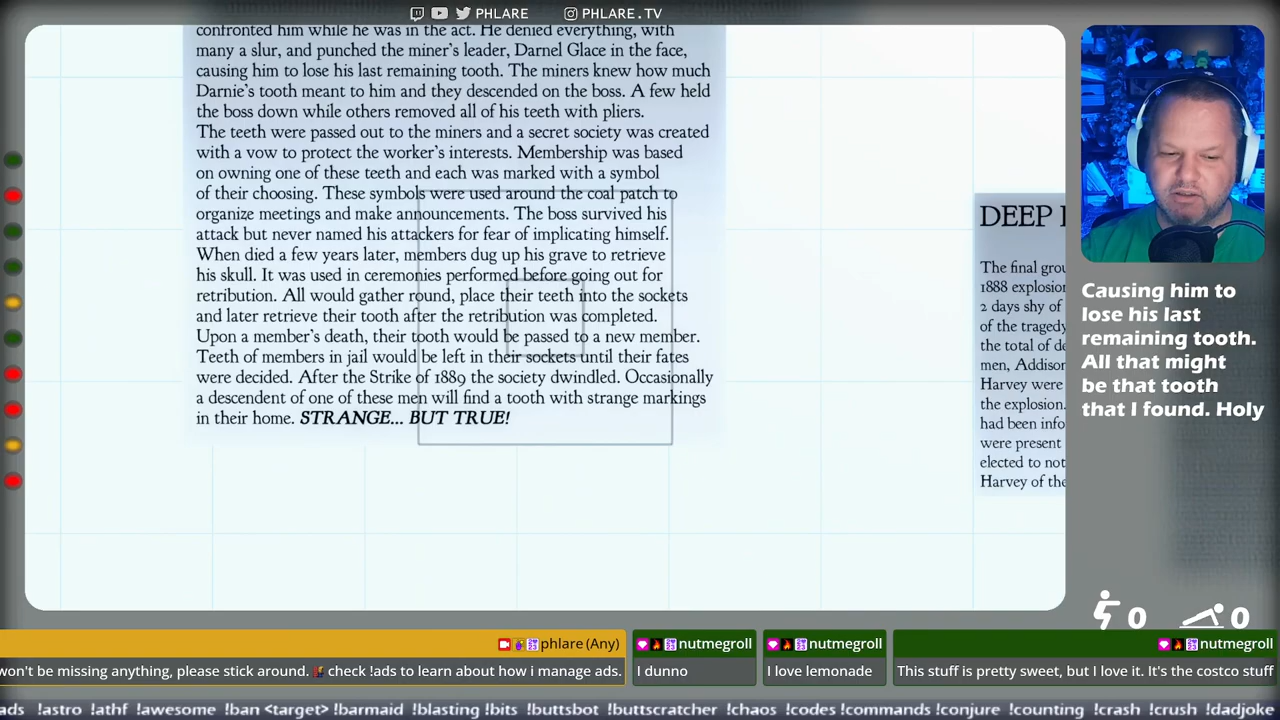 PHLARE PHLARE.TV
confronted him while he was in the act. He denied everything, with
many a slur, and punched the miner's leader, Darnel Glace in the face,
causing him to lose his last remaining tooth. The miners knew how much
Darnie's tooth meant to him and they descended on the boss. A few held
the boss down while others removed all of his teeth with pliers.
The teeth were passed out to the miners and a secret society was created
with a vow to protect the worker's interests. Membership was based
on owning one of these teeth and each was marked with a symbol
of their choosing. These symbols were used around the coal patch to
organize meetings and make announcements. The boss survived his
attack but never named his attackers for fear of implicating himself.
When died a few years later, members dug up his grave to retrieve
his skull. It was used in ceremonies performed before going out for
retribution. All would gather round, place their teeth into the sockets
and later retrieve their tooth after the retribution was completed.
Upon a member's death, their tooth would be passed to a new member.
Teeth of members in jail would be left in their sockets until their fates
were decided. After the Strike of 1889 the society dwindled. Occasionally
a descendent of one of these men will find a tooth with strange markings
in their home. STRANGE... BUT TRUE!
DEEP
The final grou
1888 explosion
2 days shy of
of the tragedy
the total of de
men, Addison
Harvey were
the explosion.
had been info
were present
elected to not
Harvey of the
Causing him to
lose his last
remaining tooth.
All that might
be that tooth
that I found. Holy
0 0
phlare (Any)
won't be missing anything, please stick around. check !ads to learn about how i manage ads.
nutmegroll
I dunno
nutmegroll
I love lemonade
nutmegroll
This stuff is pretty sweet, but I love it. It's the costco stuff
ads !astro !athf !awesome !ban <target> !barmaid !blasting !bits !buttsbot !buttscratcher !chaos !codes !commands !conjure !counting !crash !crush !dadjoke